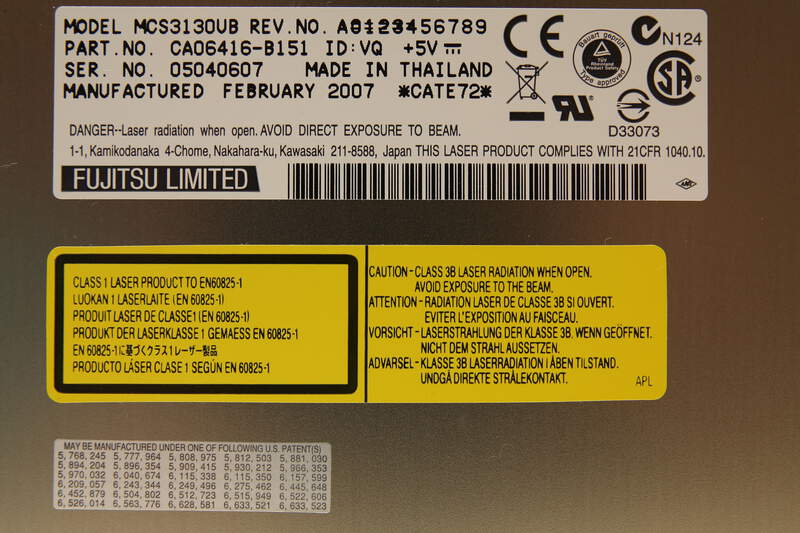 MODEL MCS3130UB REV.NO. A0123456789
PART.NO. CA06416-B151 ID:VQ +5V
SER. NO. 05040607 MADE IN THAILAND
MANUFACTURED FEBRUARY 2007 *CATE72*
CE
Bauart geprüft
TÜV
Rheinland
Product Safety
Type approved
N124
D33073
DANGER--Laser radiation when open. AVOID DIRECT EXPOSURE TO BEAM.
1-1, Kamikodanaka 4-Chome, Nakahara-ku, Kawasaki 211-8588, Japan THIS LASER PRODUCT COMPLIES WITH 21CFR 1040.10.
FUJITSU LIMITED
CLASS 1 LASER PRODUCT TO EN60825-1
LUOKAN 1 LASERLAITE (EN 60825-1)
PRODUIT LASER DE CLASSE1 (EN 60825-1)
PRODUKT DER LASERKLASSE 1 GEMAESS EN 60825-1
EN 60825-1に基づくクラス1レーザー製品
PRODUCTO LÁSER CLASE 1 SEGÚN EN 60825-1
CAUTION - CLASS 3B LASER RADIATION WHEN OPEN.
AVOID EXPOSURE TO THE BEAM.
ATTENTION - RADIATION LASER DE CLASSE 3B SI OUVERT.
EVITER L'EXPOSITION AU FAISCEAU.
VORSICHT - LASERSTRAHLUNG DER KLASSE 3B, WENN GEÖFFNET.
NICHT DEM STRAHL AUSSETZEN.
ADVARSEL - KLASSE 3B LASERRADIATION I ÅBEN TILSTAND.
UNDGÅ DIREKTE STRÅLEKONTAKT.
APL
MAY BE MANUFACTURED UNDER ONE OF FOLLOWING U.S. PATENT(S)
5, 768, 245 5, 777, 964 5, 808, 975 5, 812, 503 5, 881, 030
5, 894, 204 5, 896, 354 5, 909, 415 5, 930, 212 5, 966, 353
5, 970, 032 6, 040, 674 6, 115, 338 6, 115, 350 6, 157, 599
6, 209, 057 6, 243, 344 6, 249, 496 6, 275, 462 6, 445, 648
6, 452, 879 6, 504, 802 6, 512, 723 6, 515, 949 6, 522, 606
6, 526, 014 6, 563, 776 6, 628, 581 6, 633, 521 6, 633, 523